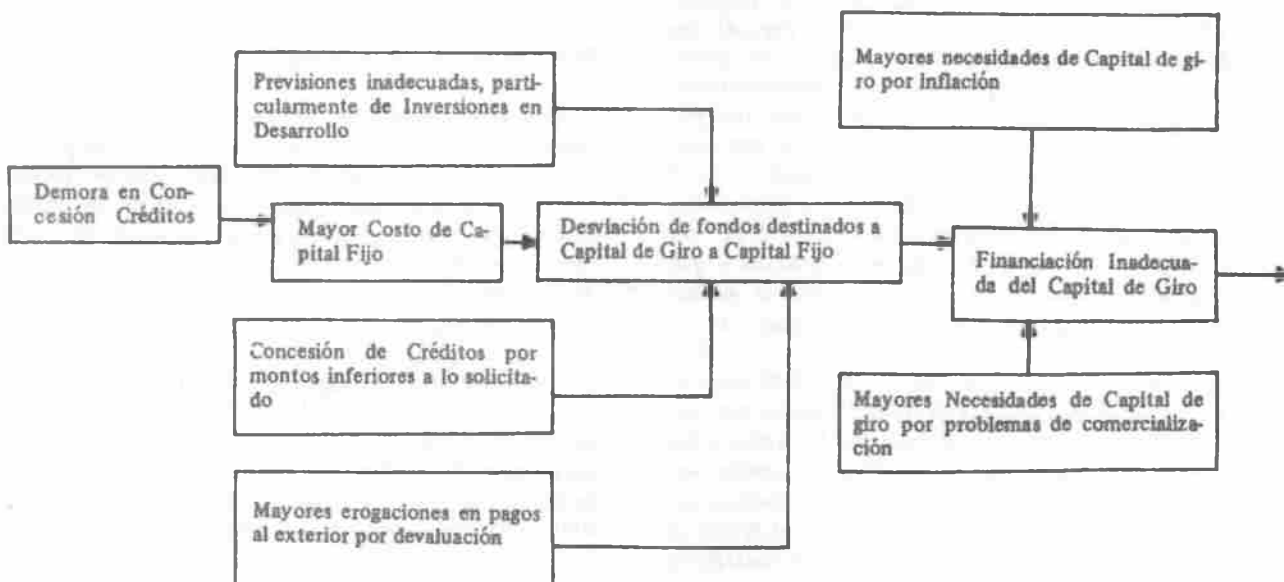 Mayores necesidades de Capital de gi-
ro por inflación
Previsiones inadecuadas, parti-
cularmente de Inversiones en
Desarrollo
Demora en Con-
cesión Créditos
Mayor Costo de Ca-
pital Fijo
Desviación de fondos destinados a
Capital de Giro a Capital Fijo
Financiación Inadecua-
da del Capital de Giro
Concesión de Créditos por
montos inferiores a lo solicita-
do
Mayores Necesidades de Capital de
giro por problemas de comercializa-
ción
Mayores erogaciones en pagos
al exterior por devaluación